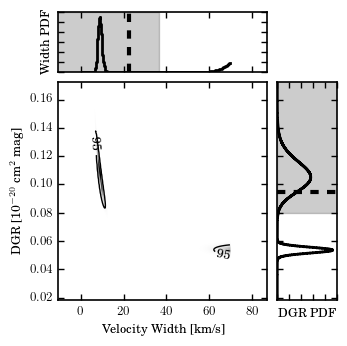 Width PDF
0.16
0.14
0.12
0.10
0.08
0.06
0.04
0.02
DGR [10⁻²⁰ cm² mag]
95
95
0 20 40 60 80
Velocity Width [km/s]
DGR PDF